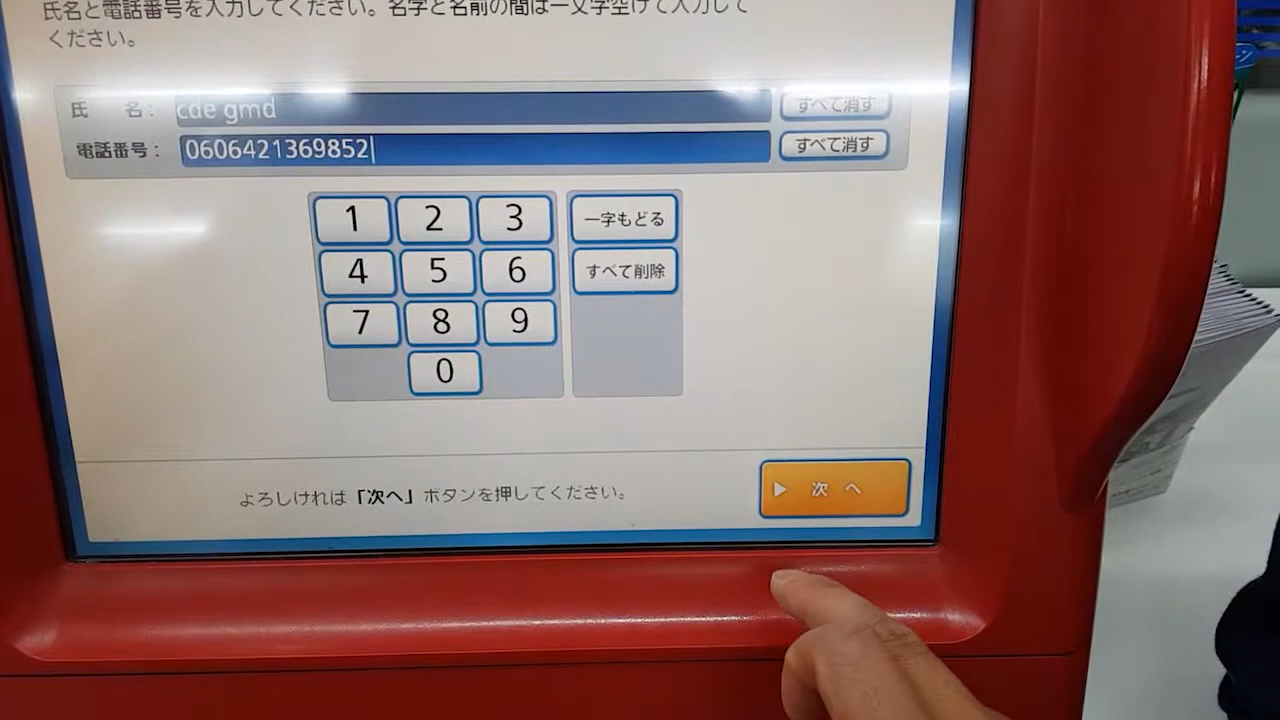 氏名と電話番号を入力してください。名字と名前の間は一文字空けて入力して
ください。
氏 名： cde gmd すべて消す
電話番号： 0606421369852 すべて消す
1 2 3 一字もどる
4 5 6 すべて削除
7 8 9
0
よろしければ「次へ」ボタンを押してください。 次 へ